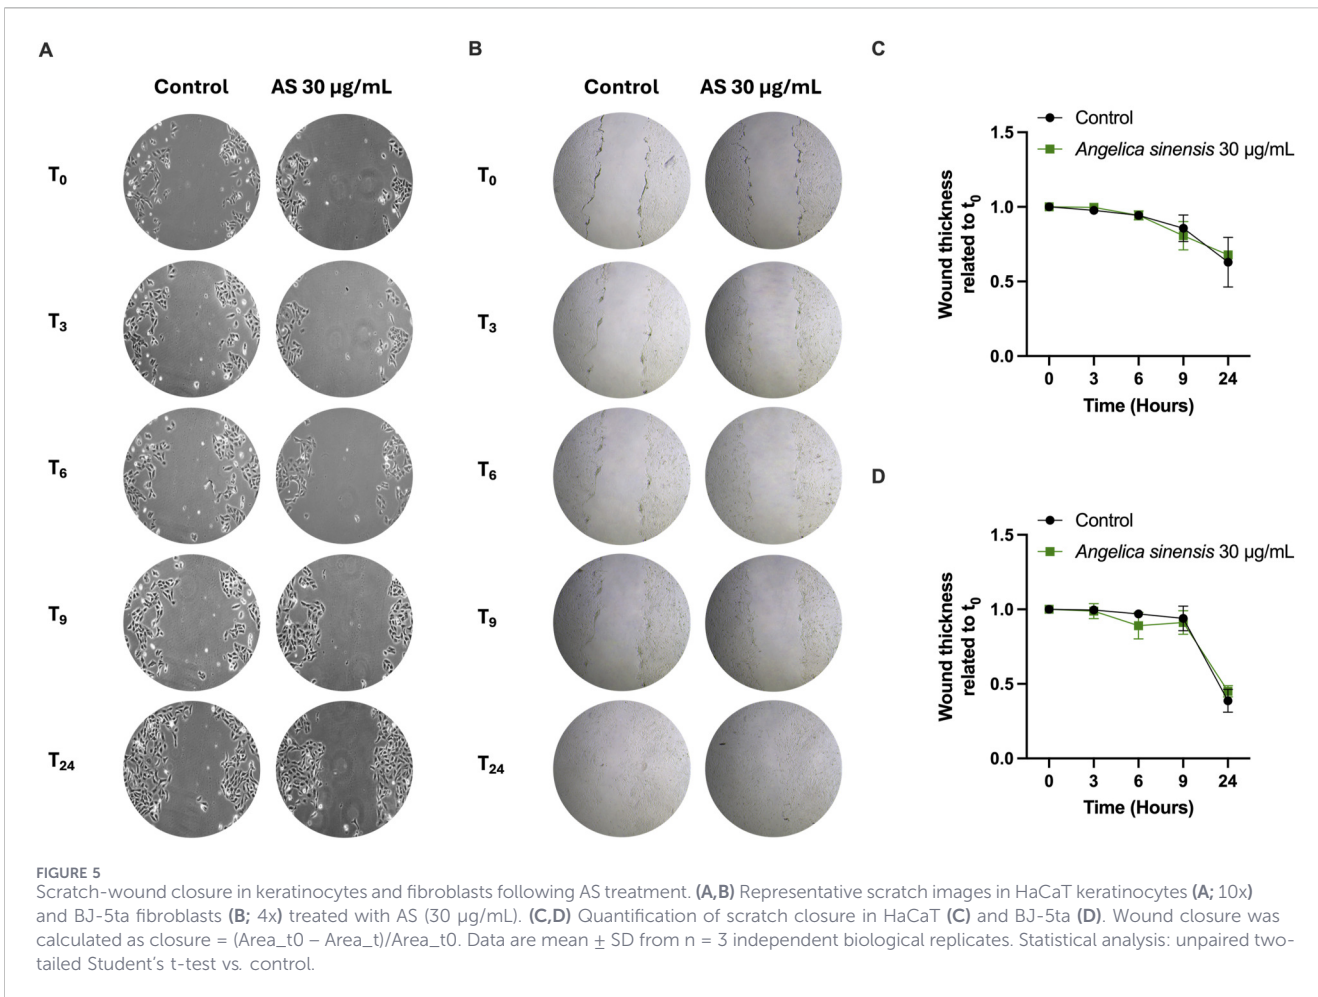 A
Control AS 30 µg/mL
T0
T3
T6
T9
T24
B
Control AS 30 µg/mL
T0
T3
T6
T9
T24
C
Control
Angelica sinensis 30 µg/mL
Wound thickness
related to t0
1.5
1.0
0.5
0.0
0 3 6 9 24
Time (Hours)
D
Control
Angelica sinensis 30 µg/mL
Wound thickness
related to t0
1.5
1.0
0.5
0.0
0 3 6 9 24
Time (Hours)
FIGURE 5
Scratch-wound closure in keratinocytes and fibroblasts following AS treatment. (A,B) Representative scratch images in HaCaT keratinocytes (A; 10x)
and BJ-5ta fibroblasts (B; 4x) treated with AS (30 µg/mL). (C,D) Quantification of scratch closure in HaCaT (C) and BJ-5ta (D). Wound closure was
calculated as closure = (Area_t0 – Area_t)/Area_t0. Data are mean ± SD from n = 3 independent biological replicates. Statistical analysis: unpaired two-
tailed Student's t-test vs. control.